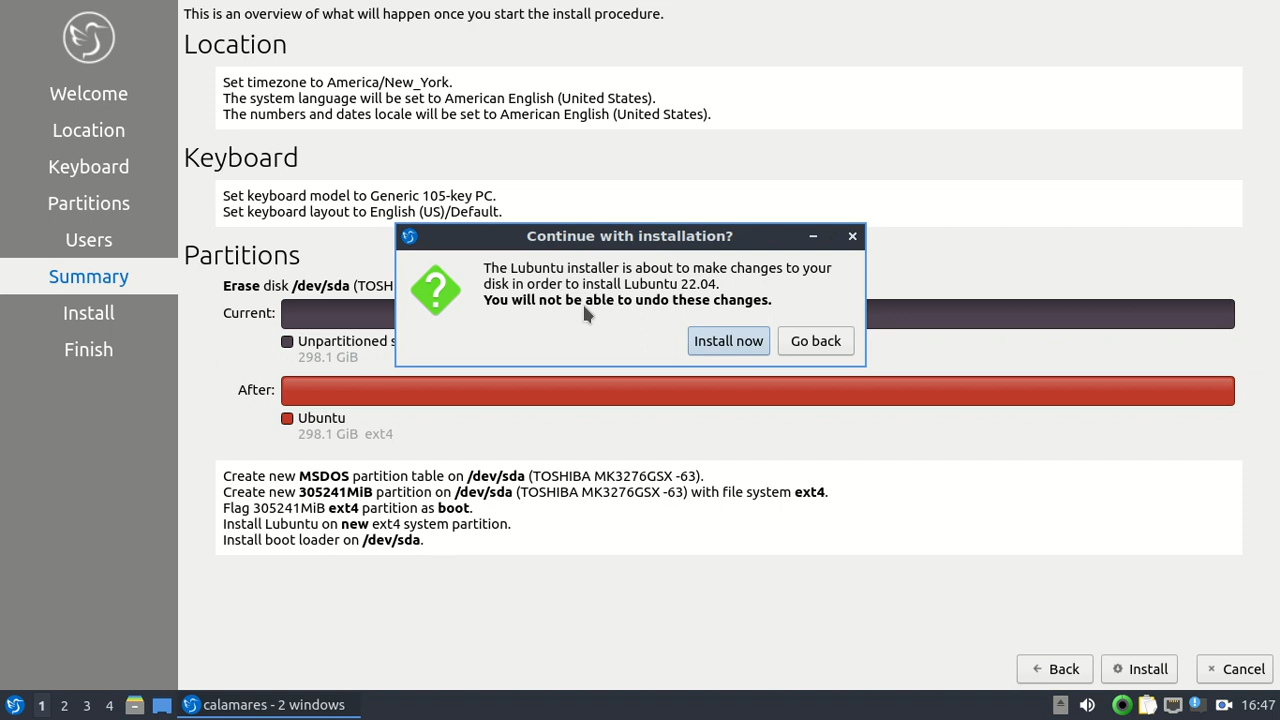 This is an overview of what will happen once you start the install procedure.
Welcome
Location
Keyboard
Partitions
Users
Summary
Install
Finish
Location
Set timezone to America/New_York.
The system language will be set to American English (United States).
The numbers and dates locale will be set to American English (United States).
Keyboard
Set keyboard model to Generic 105-key PC.
Set keyboard layout to English (US)/Default.
Partitions
Erase disk /dev/sda (TOSH
Current:
Unpartitioned s
298.1 GiB
Continue with installation?
The Lubuntu installer is about to make changes to your
disk in order to install Lubuntu 22.04.
You will not be able to undo these changes.
Install now
Go back
After:
Ubuntu
298.1 GiB ext4
Create new MSDOS partition table on /dev/sda (TOSHIBA MK3276GSX -63).
Create new 305241MiB partition on /dev/sda (TOSHIBA MK3276GSX -63) with file system ext4.
Flag 305241MiB ext4 partition as boot.
Install Lubuntu on new ext4 system partition.
Install boot loader on /dev/sda.
Back
Install
Cancel
1 2 3 4 calamares - 2 windows 16:47